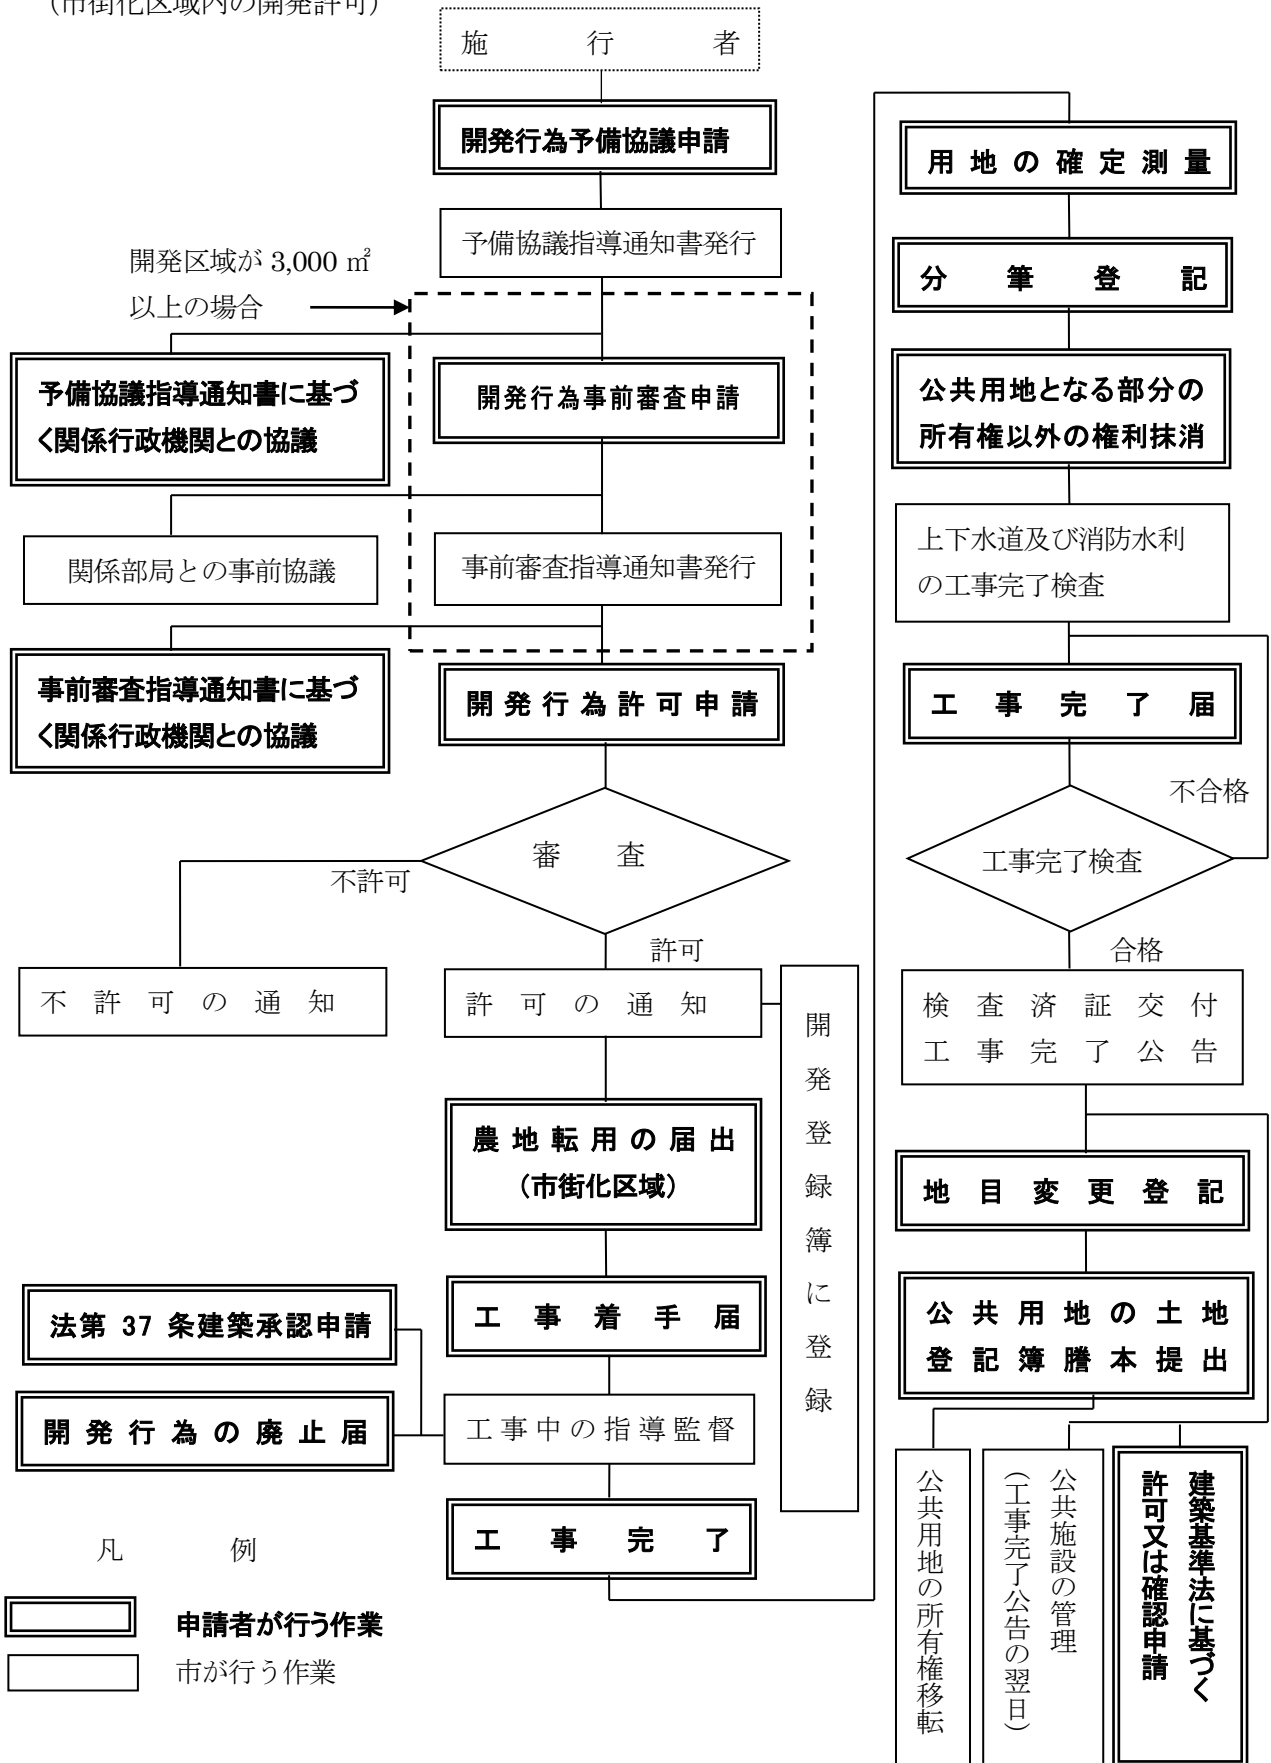 (市街化区域内の開発許可)
施行者
開発行為予備協議申請
予備協議指導通知書発行
開発区域が 3,000 ㎡
以上の場合
予備協議指導通知書に基づ
く関係行政機関との協議
開発行為事前審査申請
関係部局との事前協議
事前審査指導通知書発行
事前審査指導通知書に基づ
く関係行政機関との協議
開発行為許可申請
審査
不許可
許可
不許可の通知
許可の通知
開発登録簿に登録
農地転用の届出
(市街化区域)
工事着手届
法第 37 条建築承認申請
開発行為の廃止届
工事中の指導監督
工事完了
凡例
申請者が行う作業
市が行う作業
用地の確定測量
分筆登記
公共用地となる部分の
所有権以外の権利抹消
上下水道及び消防水利
の工事完了検査
工事完了届
不合格
工事完了検査
合格
検査済証交付
工事完了公告
地目変更登記
公共用地の土地
登記簿謄本提出
公共用地の所有権移転
公共施設の管理
(工事完了公告の翌日)
建築基準法に基づく
許可又は確認申請